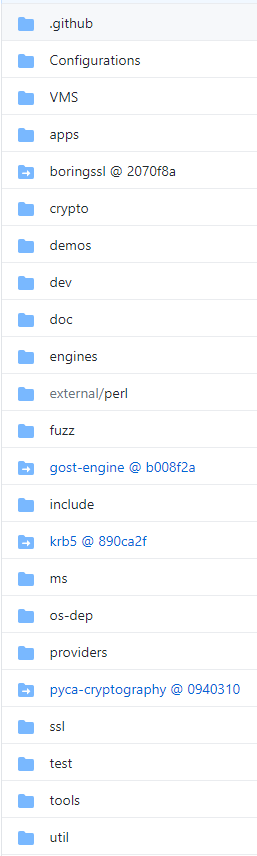 .github
Configurations
VMS
apps
boringssl @ 2070f8a
crypto
demos
dev
doc
engines
external/perl
fuzz
gost-engine @ b008f2a
include
krb5 @ 890ca2f
ms
os-dep
providers
pyca-cryptography @ 0940310
ssl
test
tools
util